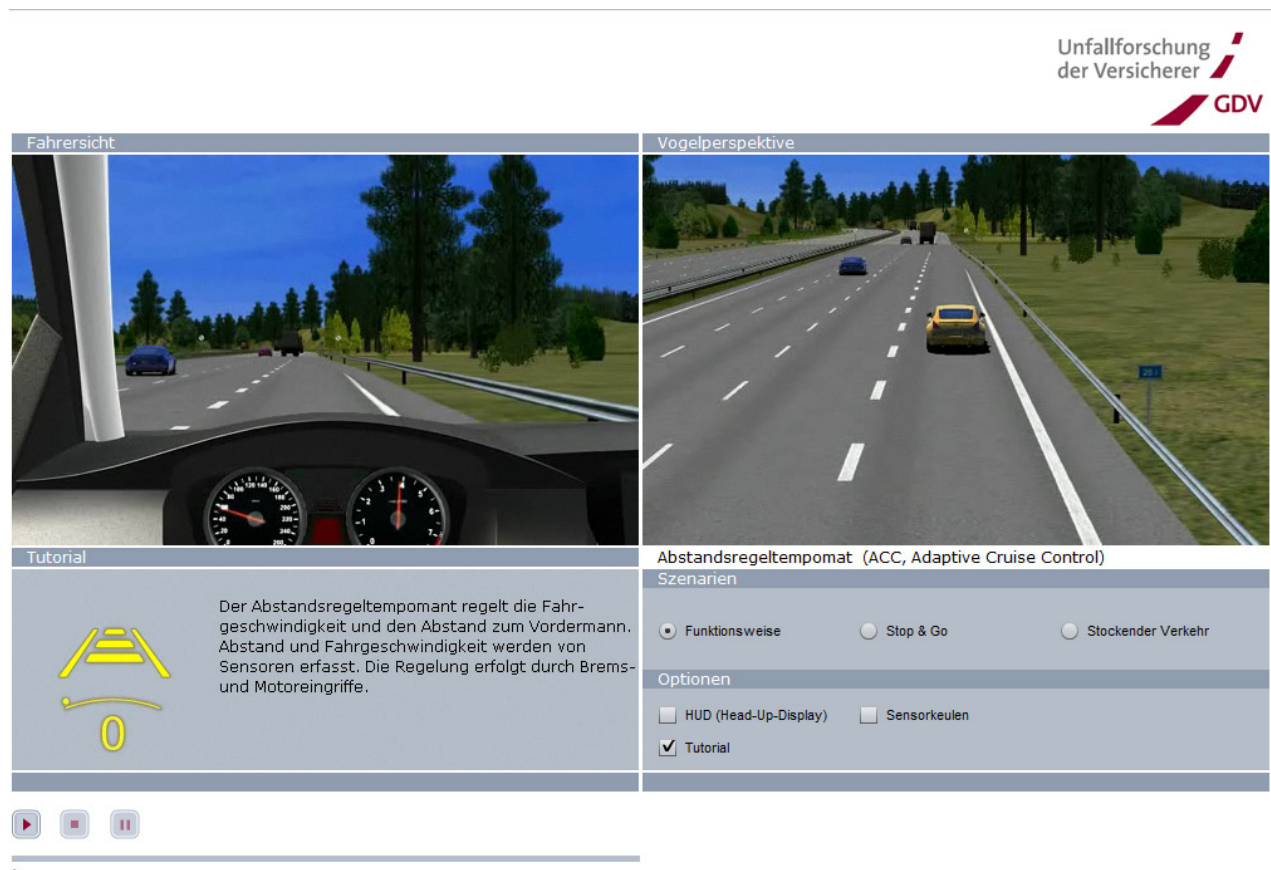 Unfallforschung
der Versicherer
GDV
Fahrersicht
Vogelperspektive
Tutorial
Der Abstandsregeltempomant regelt die Fahr-
geschwindigkeit und den Abstand zum Vordermann.
Abstand und Fahrgeschwindigkeit werden von
Sensoren erfasst. Die Regelung erfolgt durch Brems-
und Motoreingriffe.
0
Abstandsregeltempomat (ACC, Adaptive Cruise Control)
Szenarien
Funktionsweise
Stop & Go
Stockender Verkehr
Optionen
HUD (Head-Up-Display)
Sensorkeulen
Tutorial